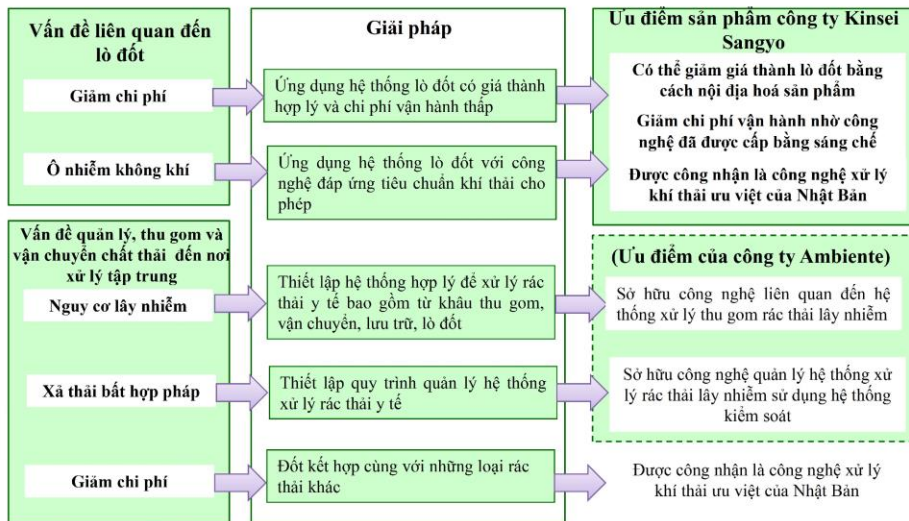 Vấn đề liên quan đến
lò đốt
Giảm chi phí
Ô nhiễm không khí
Vấn đề quản lý, thu gom và
vận chuyển chất thải đến nơi
xử lý tập trung
Nguy cơ lây nhiễm
Xả thải bất hợp pháp
Giảm chi phí
Giải pháp
Ứng dụng hệ thống lò đốt có giá thành
hợp lý và chi phí vận hành thấp
Ứng dụng hệ thống lò đốt với công
nghệ đáp ứng tiêu chuẩn khí thải cho
phép
Thiết lập hệ thống hợp lý để xử lý rác
thải y tế bao gồm từ khâu thu gom,
vận chuyển, lưu trữ, lò đốt
Thiết lập quy trình quản lý hệ thống
xử lý rác thải y tế
Đốt kết hợp cùng với những loại rác
thải khác
Ưu điểm sản phẩm công ty Kinsei
Sangyo
Có thể giảm giá thành lò đốt bằng
cách nội địa hoá sản phẩm
Giảm chi phí vận hành nhờ công
nghệ đã được cấp bằng sáng chế
Được công nhận là công nghệ xử lý
khí thải ưu việt của Nhật Bản
(Ưu điểm của công ty Ambiente)
Sở hữu công nghệ liên quan đến hệ
thống xử lý thu gom rác thải lây nhiễm
Sở hữu công nghệ quản lý hệ thống xử
lý rác thải lây nhiễm sử dụng hệ thống
kiểm soát
Được công nhận là công nghệ xử lý
khí thải ưu việt của Nhật Bản